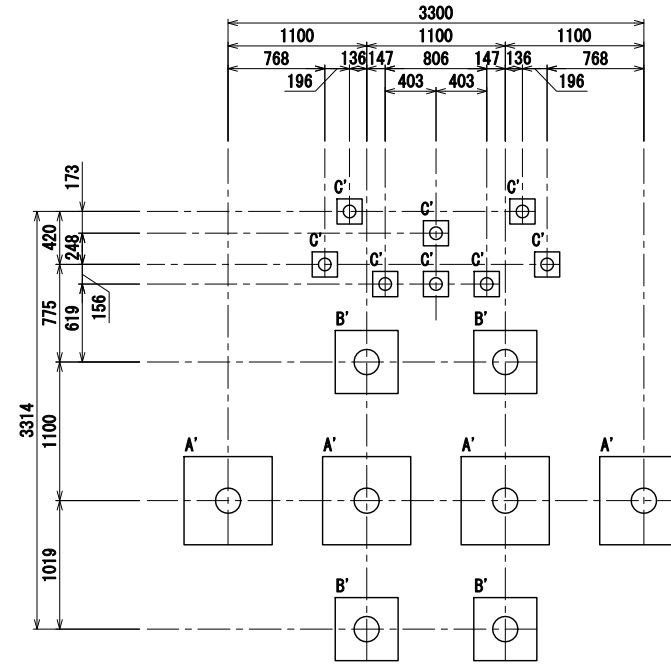 3300
1100 1100 1100
768 136 147 806 147 136 768
196 403 403 196
173
C' C'
C'
420
248
C' C' C' C' C'
156
775
619
B' B'
3314
1100
A' A' A' A'
1019
B' B'